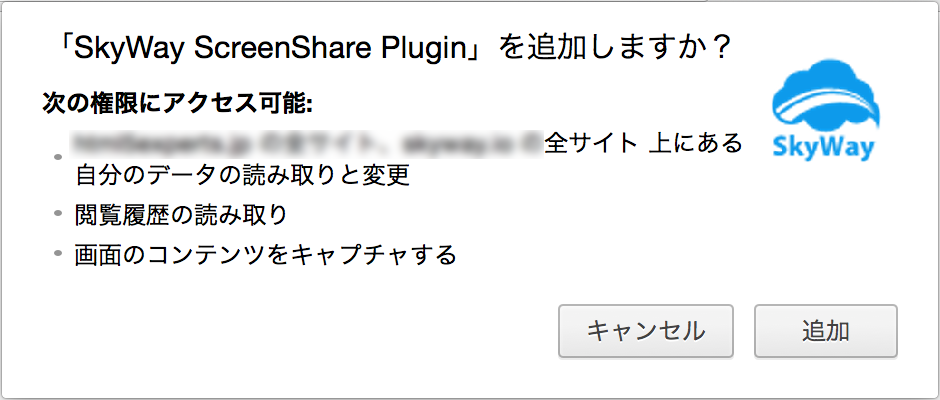 「SkyWay ScreenShare Plugin」を追加しますか？
次の権限にアクセス可能:
全サイト 上にある
自分のデータの読み取りと変更
閲覧履歴の読み取り
画面のコンテンツをキャプチャする
SkyWay
キャンセル
追加